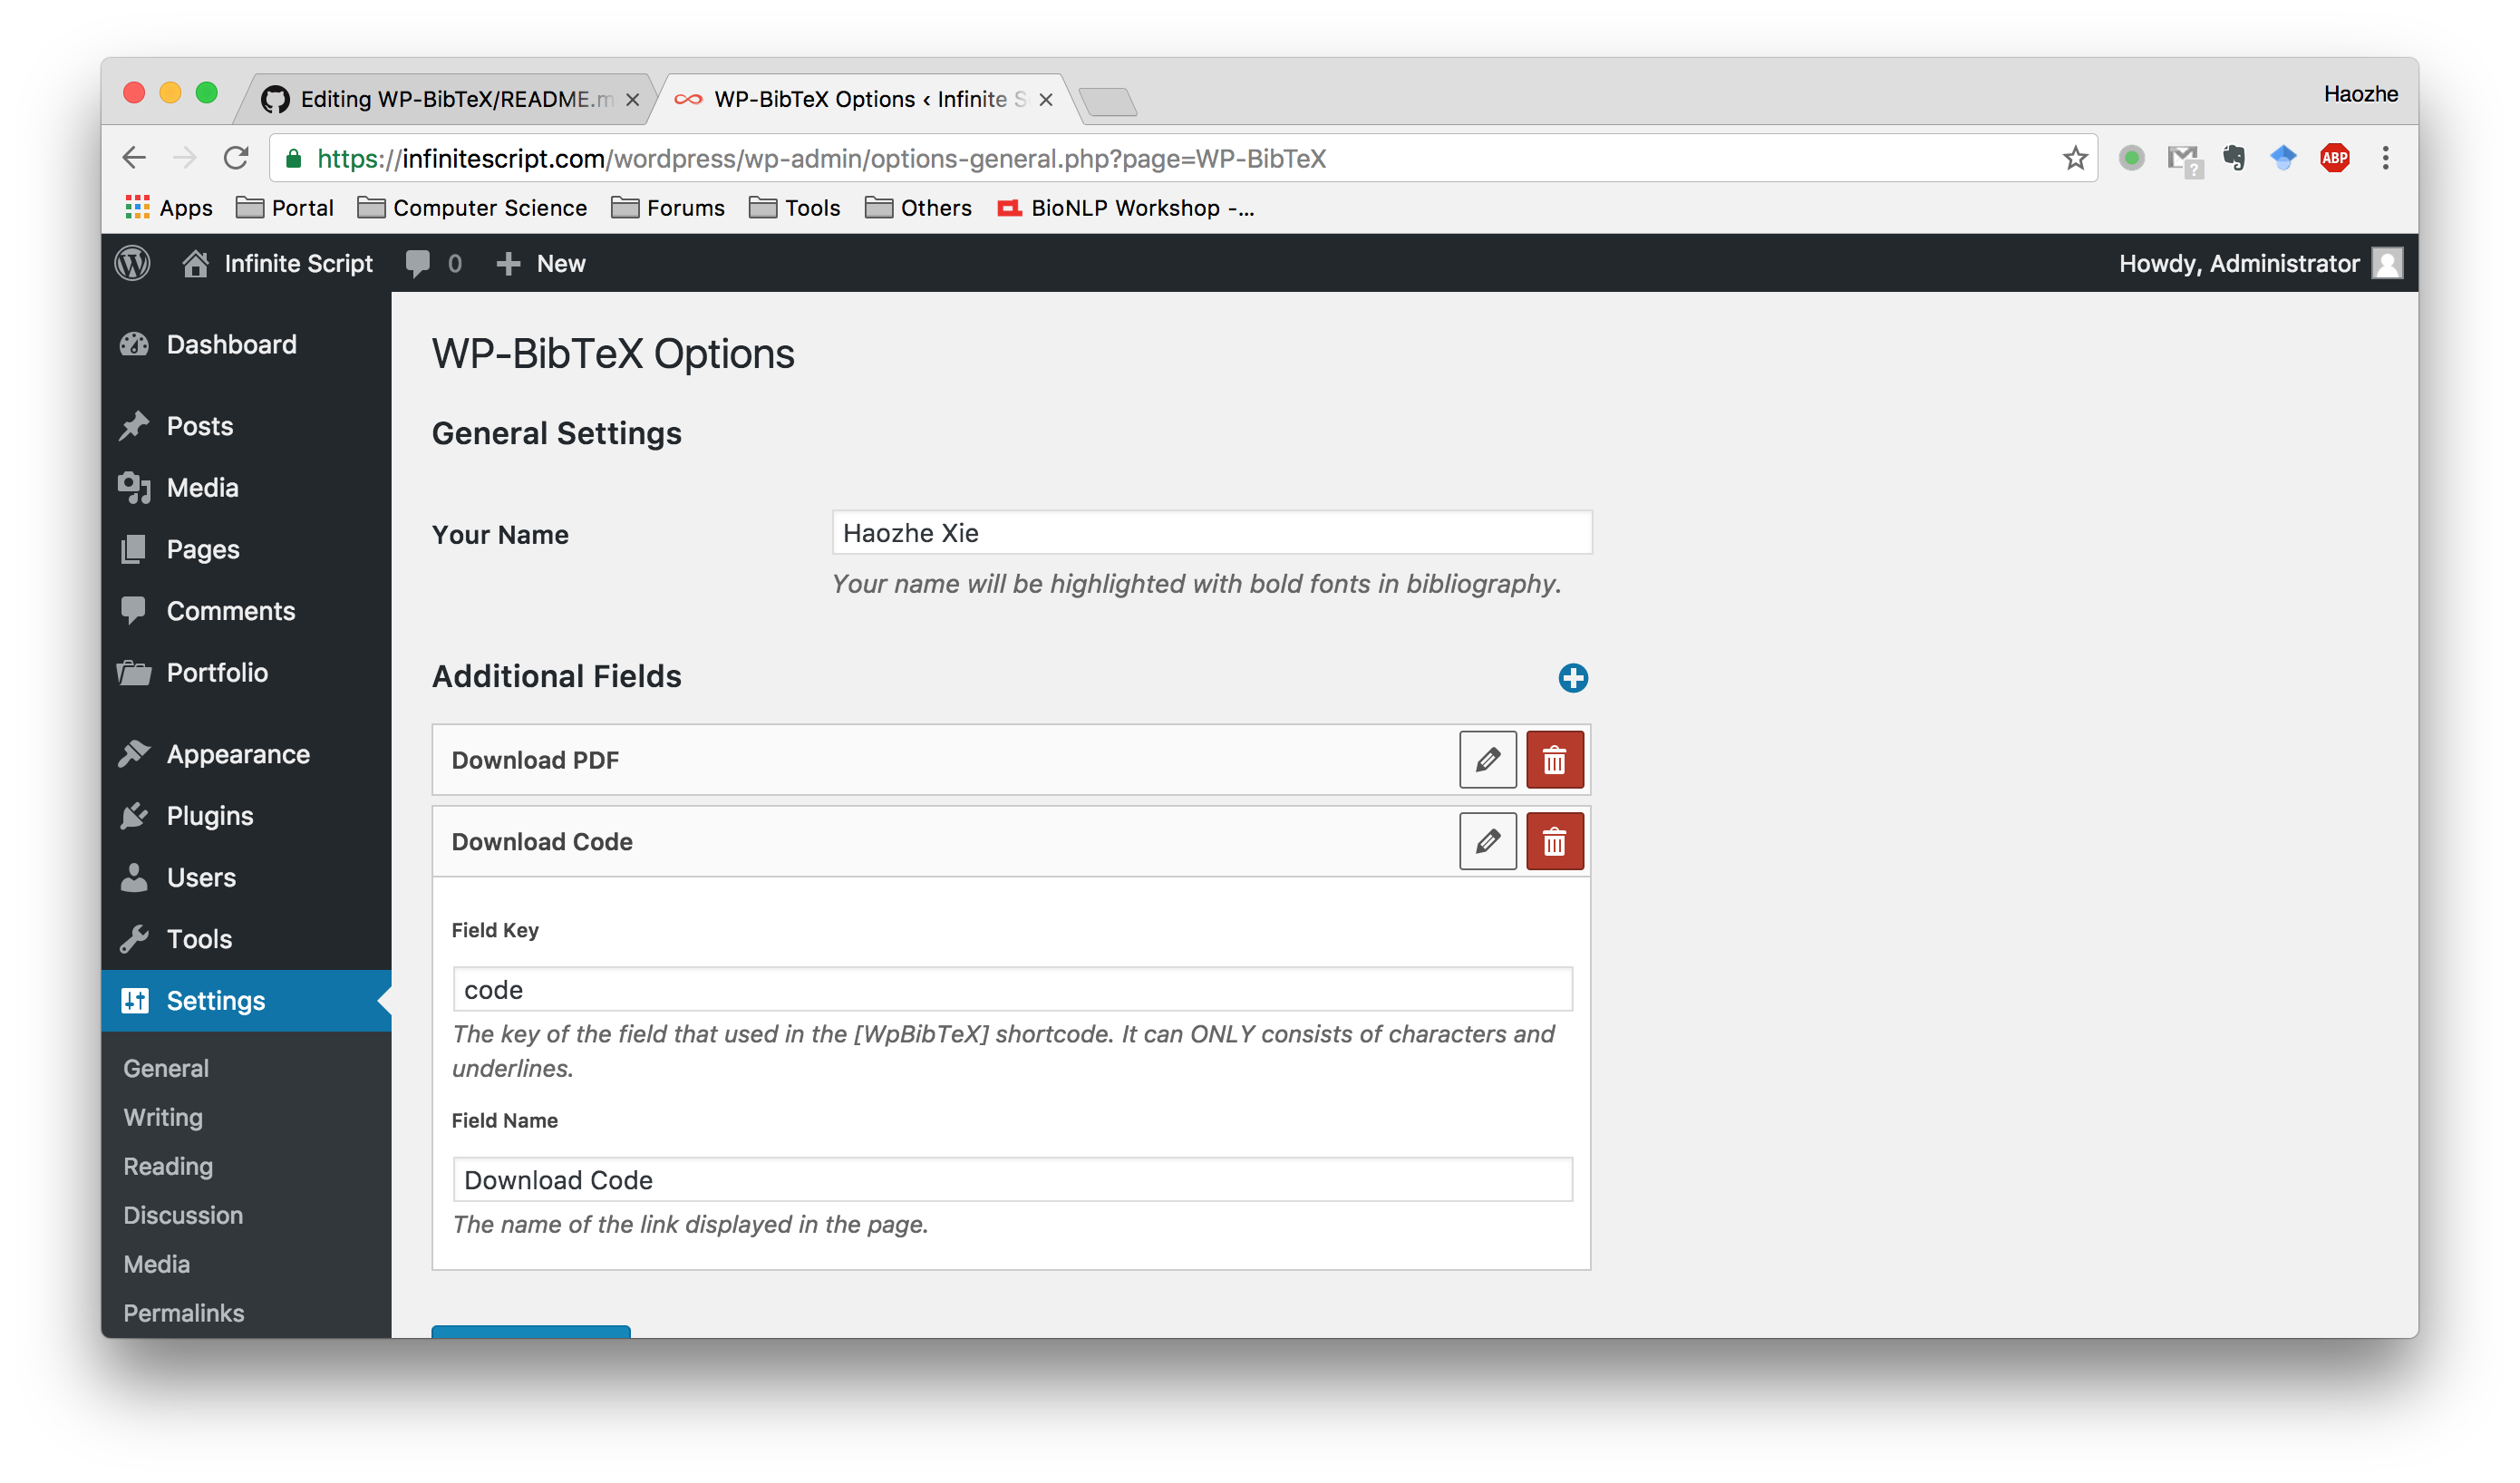 Editing WP-BibTeX/README.m
WP-BibTeX Options ‹ Infinite S
Haozhe
https://infinitescript.com/wordpress/wp-admin/options-general.php?page=WP-BibTeX
ABP
?
Apps
Portal
Computer Science
Forums
Tools
Others
BioNLP Workshop -...
Infinite Script
0
New
Howdy, Administrator
Dashboard
Posts
Media
Pages
Comments
Portfolio
Appearance
Plugins
Users
Tools
Settings
General
Writing
Reading
Discussion
Media
Permalinks
WP-BibTeX Options
General Settings
Your Name
Haozhe Xie
Your name will be highlighted with bold fonts in bibliography.
Additional Fields
Download PDF
Download Code
Field Key
code
The key of the field that used in the [WpBibTeX] shortcode. It can ONLY consists of characters and
underlines.
Field Name
Download Code
The name of the link displayed in the page.